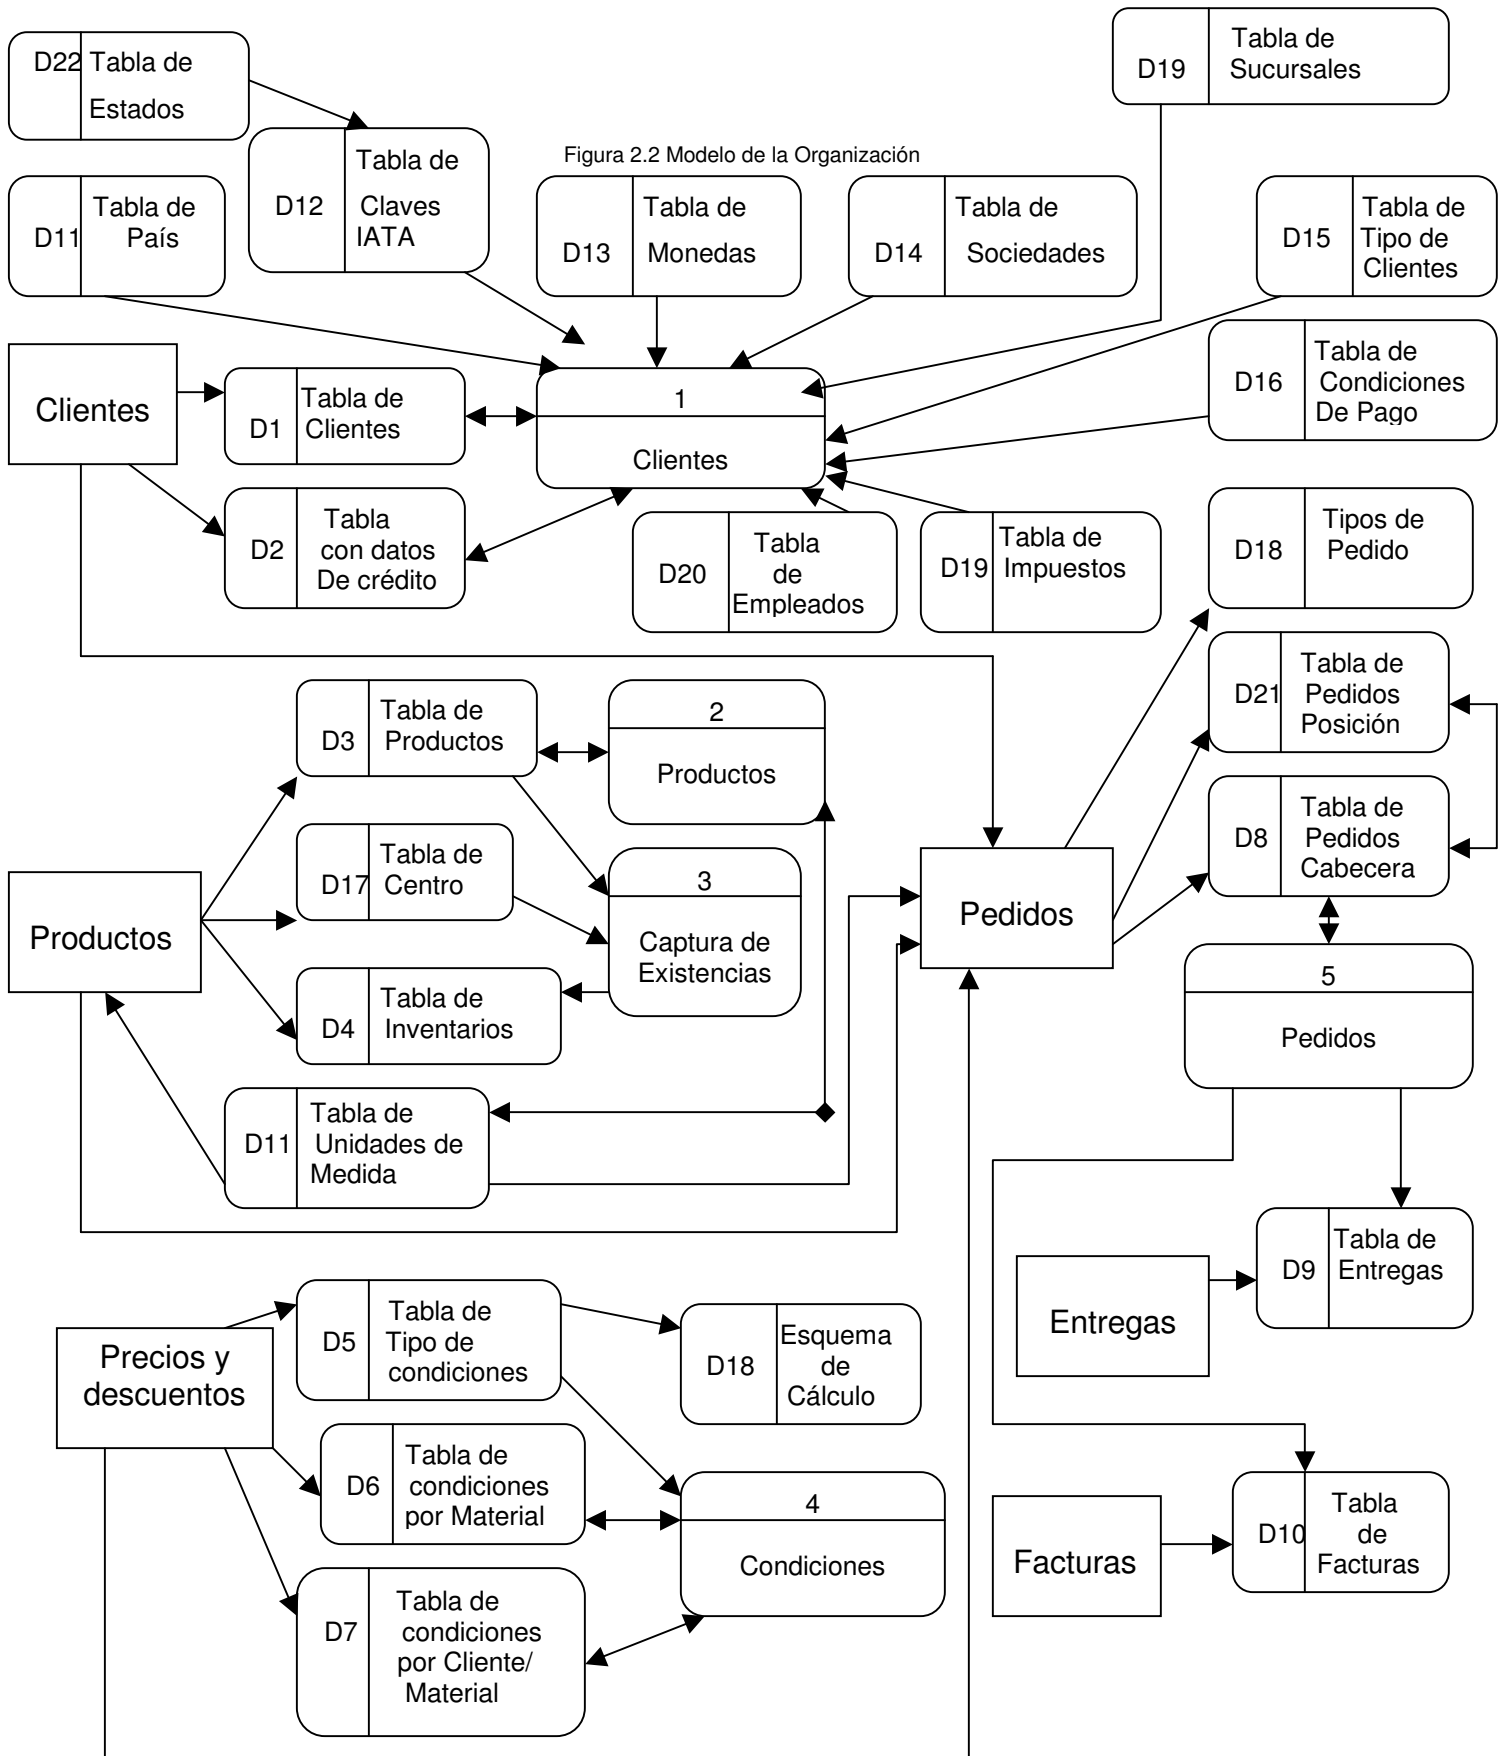 D22 Tabla de
Estados
D19
Tabla de
Sucursales
Figura 2.2 Modelo de la Organización
D11
Tabla de
País
D12
Tabla de
Claves
IATA
D13
Tabla de
Monedas
D14
Tabla de
Sociedades
D15
Tabla de
Tipo de
Clientes
D16
Tabla de
Condiciones
De Pago
Clientes
D1
Tabla de
Clientes
1
Clientes
D2
Tabla
con datos
De crédito
D20
Tabla
de
Empleados
D19
Tabla de
Impuestos
D18
Tipos de
Pedido
D21
Tabla de
Pedidos
Posición
D3
Tabla de
Productos
2
Productos
D8
Tabla de
Pedidos
Cabecera
D17
Tabla de
Centro
3
Captura de
Existencias
Productos
Pedidos
D4
Tabla de
Inventarios
5
Pedidos
D11
Tabla de
Unidades de
Medida
D9
Tabla de
Entregas
Entregas
Precios y
descuentos
D5
Tabla de
Tipo de
condiciones
D18
Esquema
de
Cálculo
D6
Tabla de
condiciones
por Material
4
Condiciones
Facturas
D10
Tabla
de
Facturas
D7
Tabla de
condiciones
por Cliente/
Material